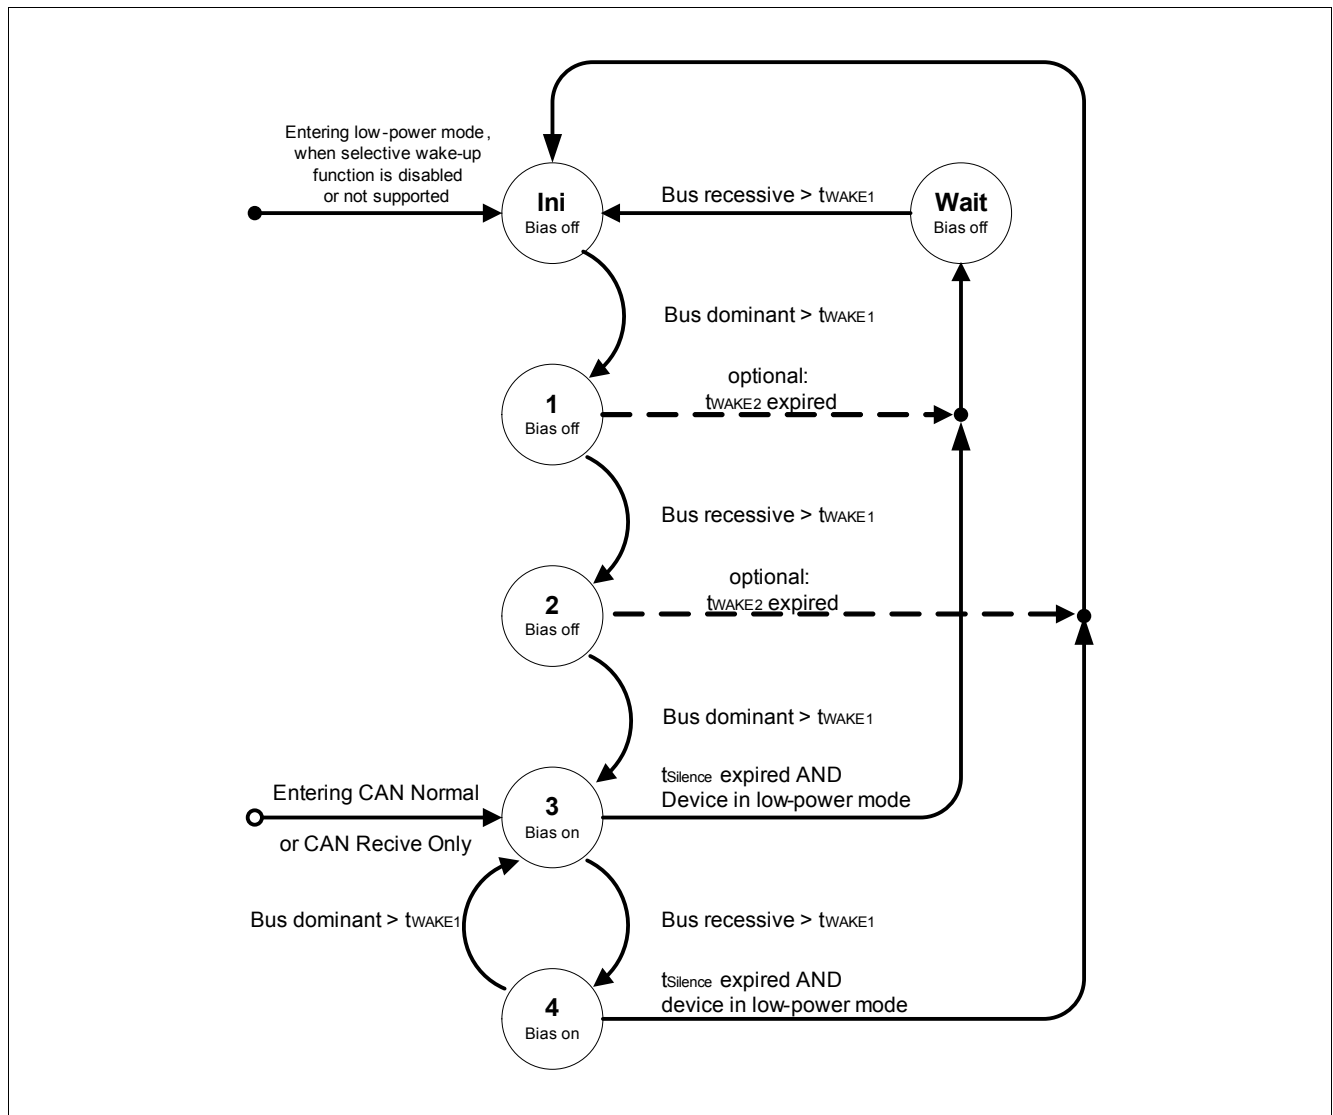 Entering low-power mode,
when selective wake-up
function is disabled
or not supported
Ini
Bias off
Bus recessive > tWAKE1
Wait
Bias off
Bus dominant > tWAKE1
optional:
tWAKE2 expired
1
Bias off
Bus recessive > tWAKE1
optional:
tWAKE2 expired
2
Bias off
Bus dominant > tWAKE1
tSilence expired AND
Device in low-power mode
Entering CAN Normal
or CAN Recive Only
3
Bias on
Bus dominant > tWAKE1
Bus recessive > tWAKE1
tSilence expired AND
device in low-power mode
4
Bias on